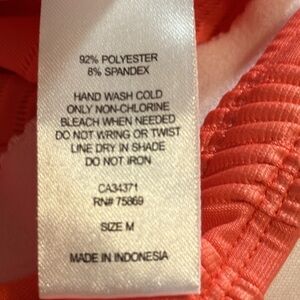 92% POLYESTER
8% SPANDEX
HAND WASH COLD
ONLY NON-CHLORINE
BLEACH WHEN NEEDED
DO NOT WRING OR TWIST
LINE DRY IN SHADE
DO NOT IRON
CA34371
RN# 75869
SIZE M
MADE IN INDONESIA